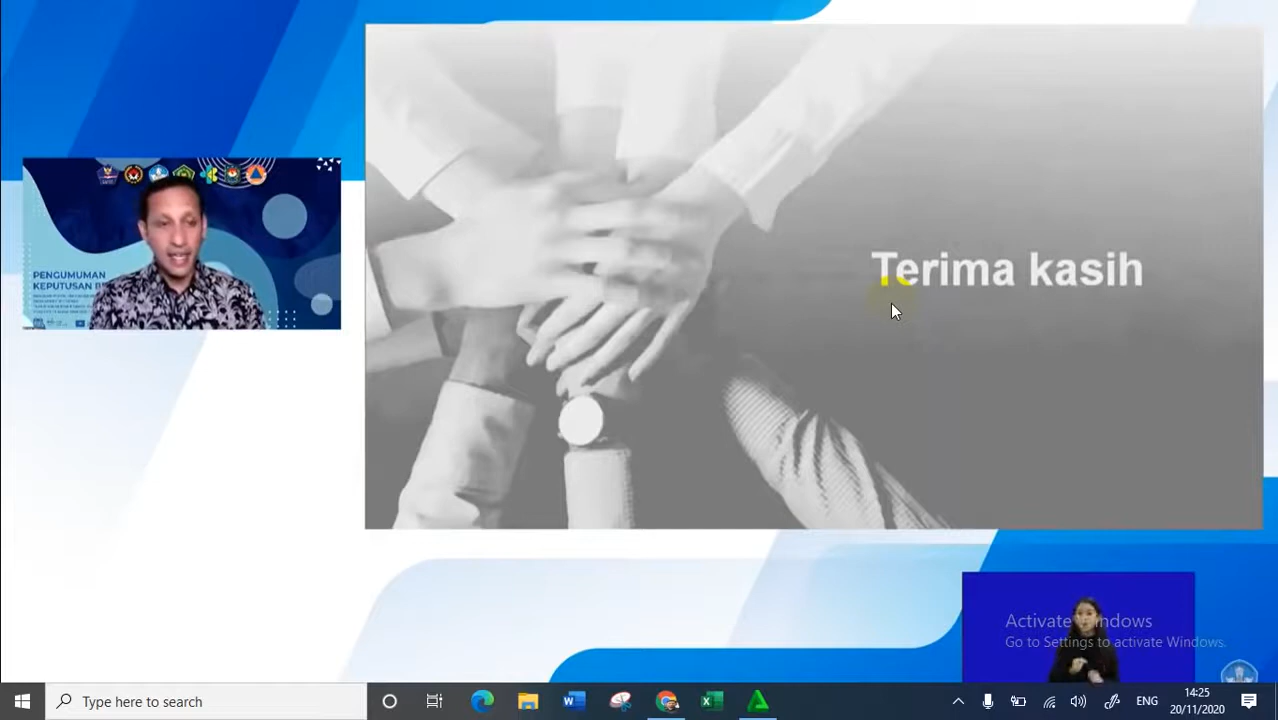 PENGUMUMAN
KEPUTUSAN
Terima kasih
Activate Windows
Go to Settings to activate Windows.
Type here to search
ENG
14:25
20/11/2020